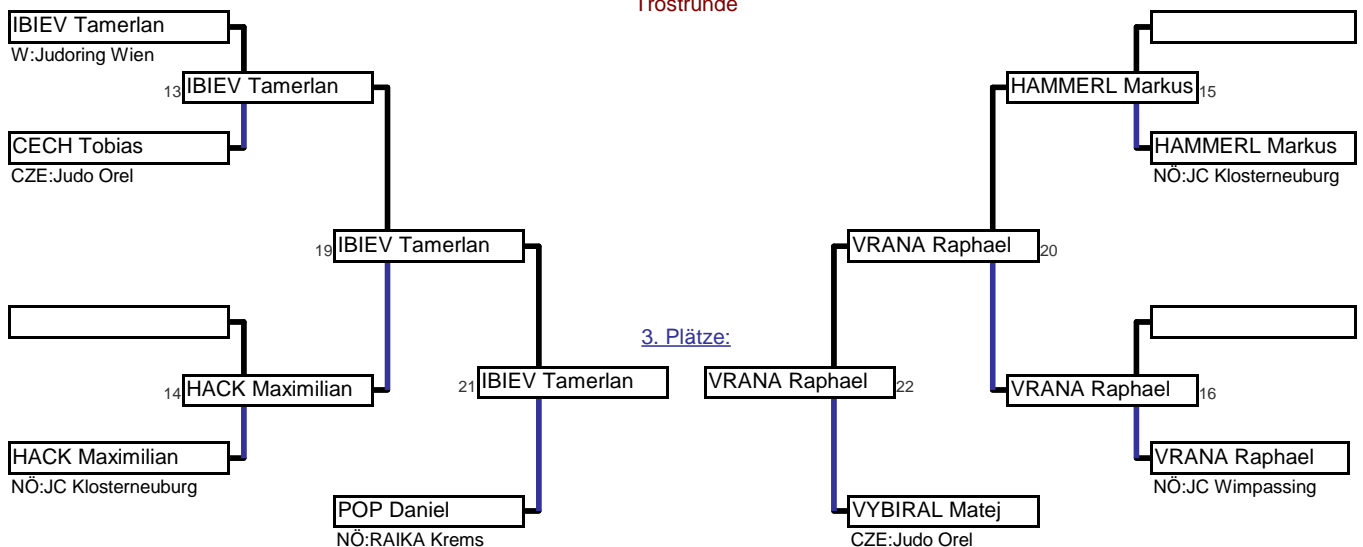 Trostrunde
IBIEV Tamerlan
W:Judoring Wien
13 IBIEV Tamerlan
HAMMERL Markus 15
CECH Tobias
CZE:Judo Orel
HAMMERL Markus
NÖ:JC Klosterneuburg
19 IBIEV Tamerlan
VRANA Raphael 20
3. Plätze:
14 HACK Maximilian
21 IBIEV Tamerlan
VRANA Raphael 22
VRANA Raphael 16
HACK Maximilian
NÖ:JC Klosterneuburg
VRANA Raphael
NÖ:JC Wimpassing
POP Daniel
NÖ:RAIKA Krems
VYBIRAL Matej
CZE:Judo Orel